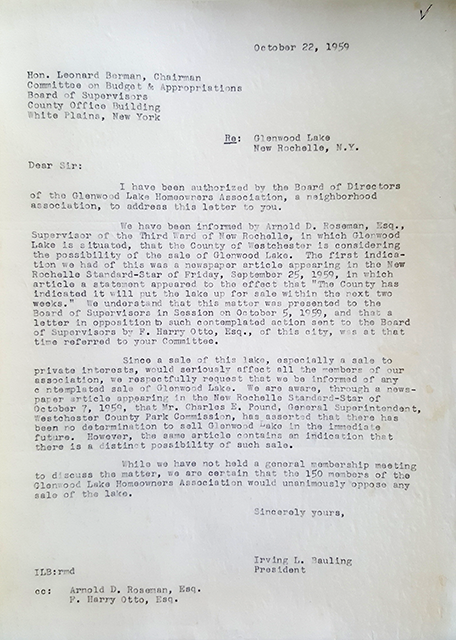 October 22, 1959
Hon. Leonard Berman, Chairman
Committee on Budget & Appropriations
Board of Supervisors
County Office Building
White Plains, New York
Re: Glenwood Lake
New Rochelle, N.Y.
Dear Sir:
I have been authorized by the Board of Directors
of the Glenwood Lake Homeowners Association, a neighborhood
association, to address this letter to you.
We have been informed by Arnold D. Roseman, Esq.,
Supervisor of the Third Ward of New Rochelle, in which Glenwood
Lake is situated, that the County of Westchester is considering
the possibility of the sale of Glenwood Lake. The first indica-
tion we had of this was a newspaper article appearing in the New
Rochelle Standard-Star of Friday, September 25, 1959, in which
article a statement appeared to the effect that "The County has
indicated it will put the lake up for sale within the next two
weeks." We understand that this matter was presented to the
Board of Supervisors in Session on October 5, 1959, and that a
letter in opposition to such contemplated action sent to the Board
of Supervisors by F. Harry Otto, Esq., of this city, was at that
time referred to your Committee.
Since a sale of this lake, especially a sale to
private interests, would seriously affect all the members of our
association, we respectfully request that we be informed of any
c ntemplated sale of Glenwood Lake. We are aware, through a news-
paper article appearing in the New Rochelle Standard-Star of
October 7, 1959, that Mr. Charles E. Pound, General Superintendent,
Westchester County Park Commission, has asserted that there has
been no determination to sell Glenwood Lake in the immediate
future. However, the same article contains an indication that
there is a distinct possibility of such sale.
While we have not held a general membership meeting
to discuss the matter, we are certain that the 150 members of the
Glenwood Lake Homeowners Association would unanimously oppose any
sale of the lake.
Sincerely yours,
Irving L. Bauling
President
ILB:rmd
cc: Arnold D. Roseman, Esq.
F. Harry Otto, Esq.